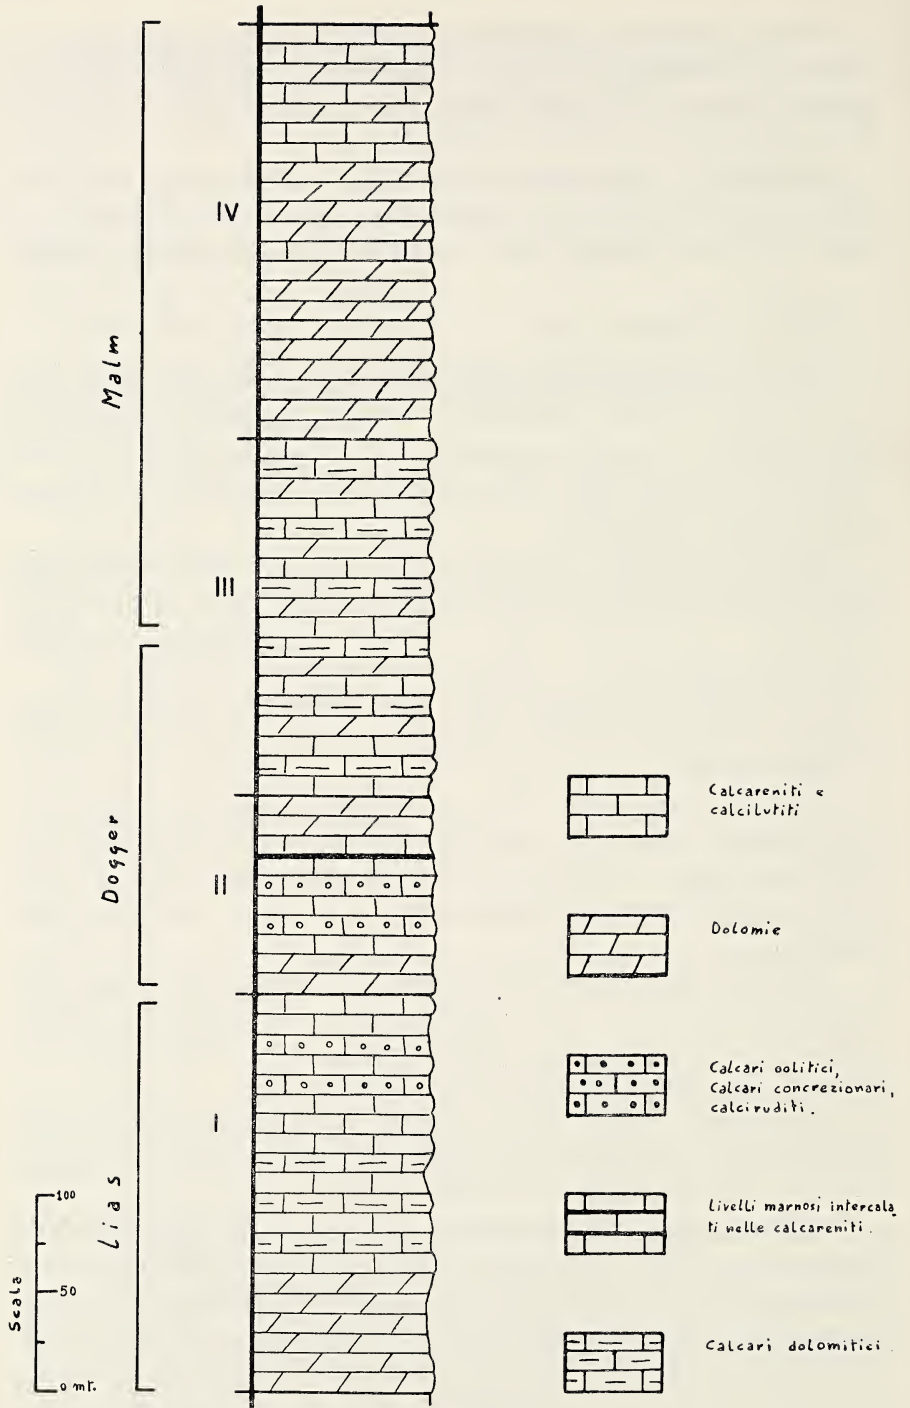 Malm
Dogger
Lias
IV
III
II
I
Scala
100
50
0 mt.
Calcareniti e
calcilutiti
Dolomie
Calcari oolitici,
Calcari concrezionari,
calciruditi.
Livelli marnosi intercala
ti nelle calcareniti.
Calcari dolomitici